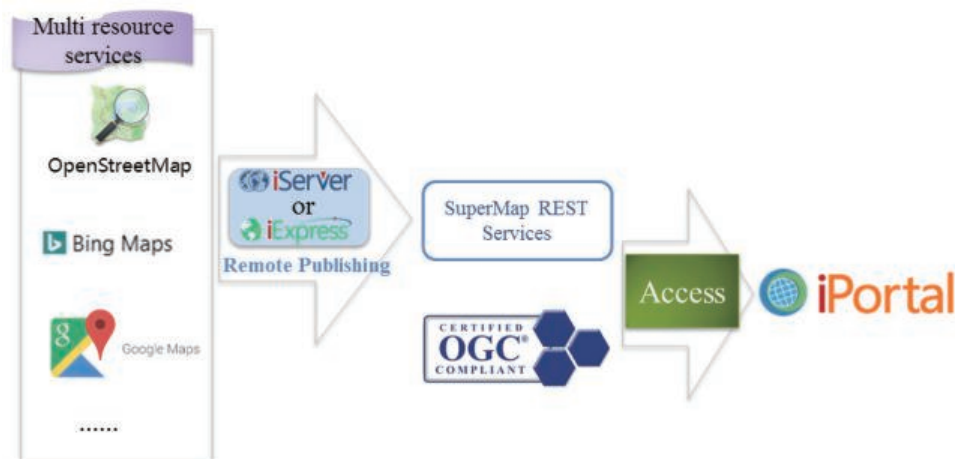 Multi resource
services
OpenStreetMap
Bing Maps
8
Google Maps
......
iServer
or
iExpress
Remote Publishing
SuperMap REST
Services
CERTIFIED
OGC®
COMPLIANT
Access
iPortal